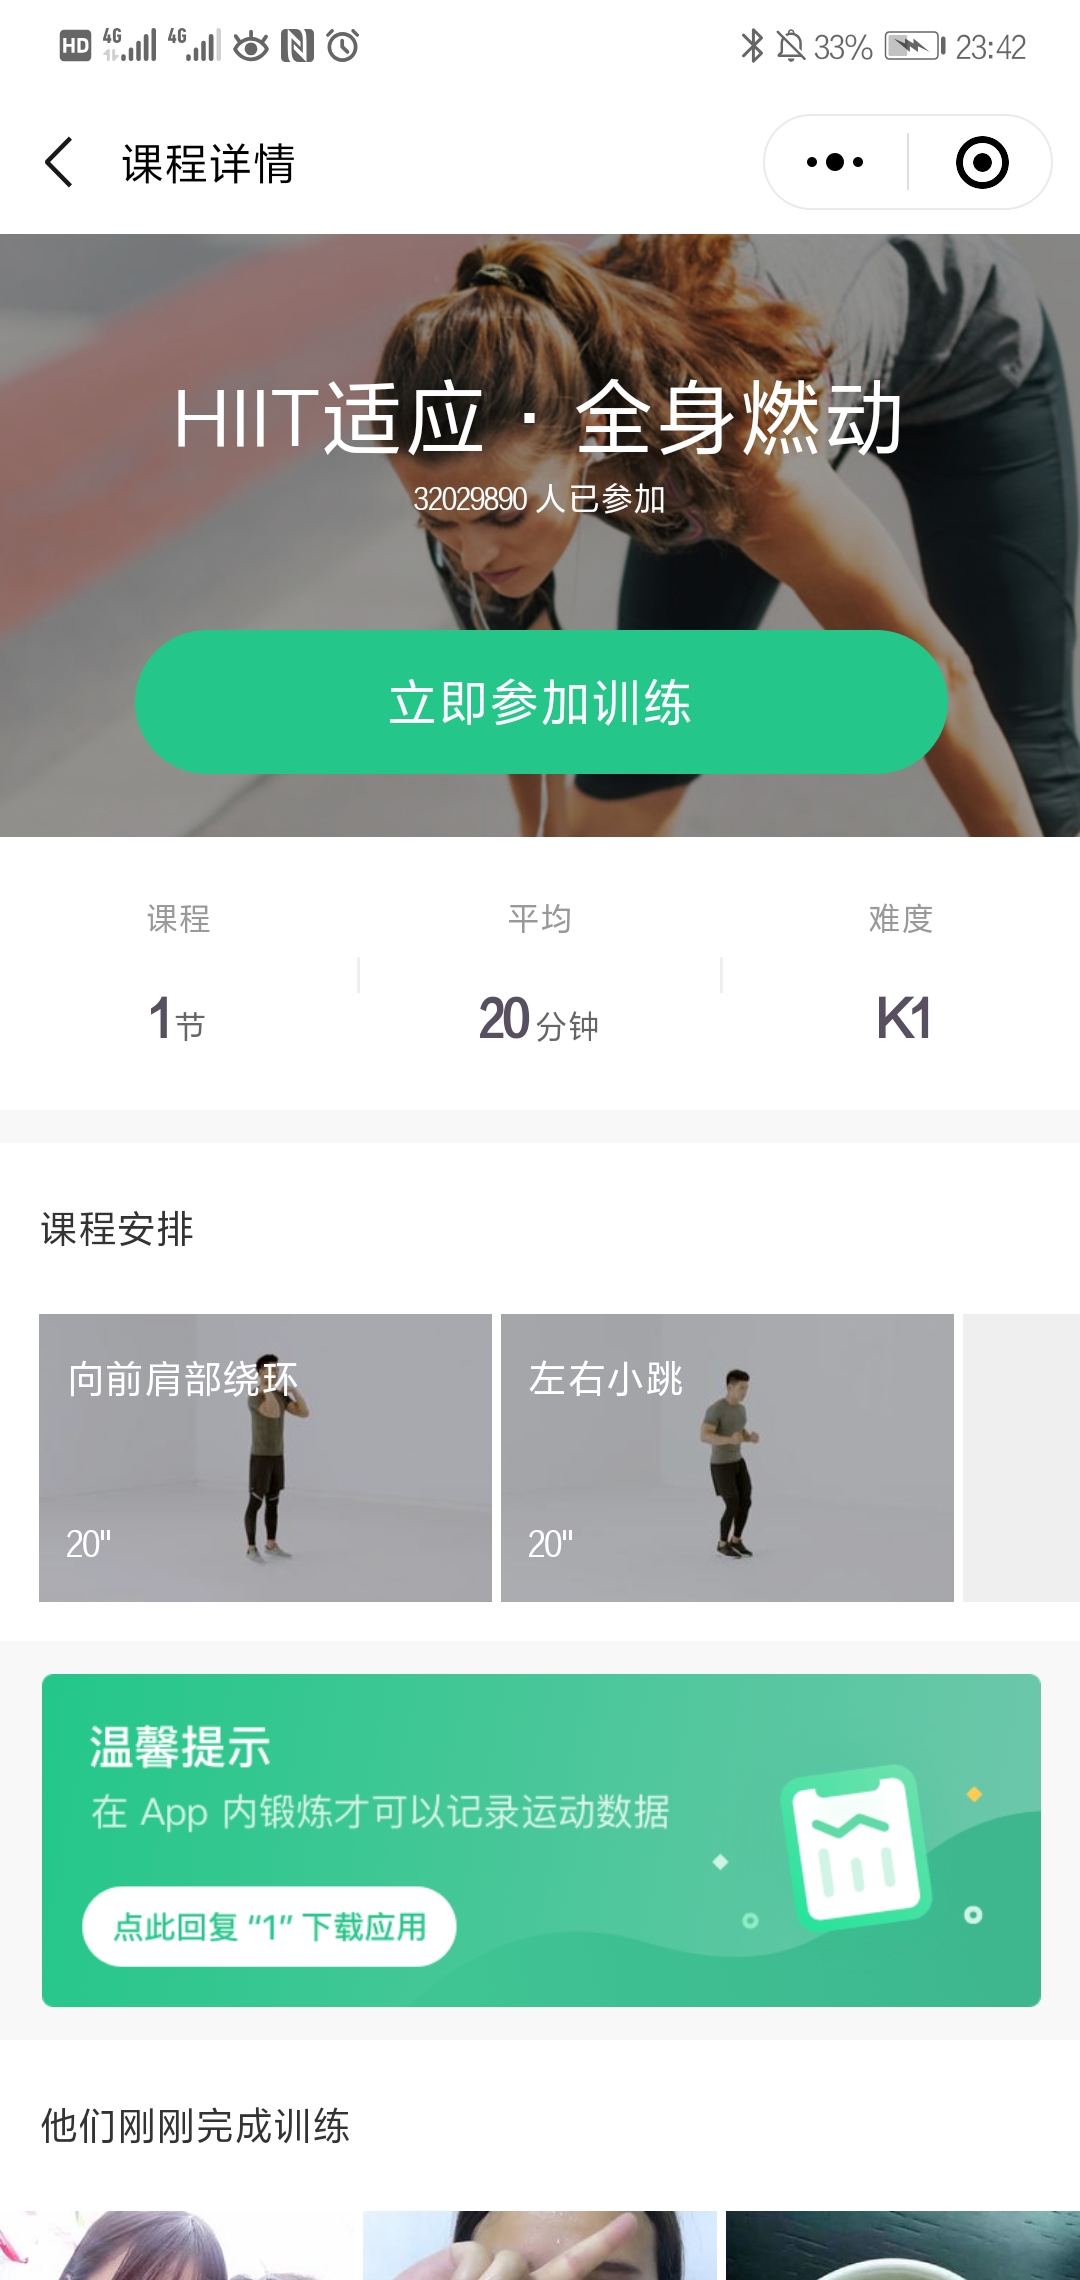 HD 4G 4G 33% 23:42
课程详情
HIIT适应 · 全身燃动
32029890 人已参加
立即参加训练
课程 平均 难度
1节 20分钟 K1
课程安排
向前肩部绕环 左右小跳
20" 20"
温馨提示
在 App 内锻炼才可以记录运动数据
点此回复 “1” 下载应用
他们刚刚完成训练